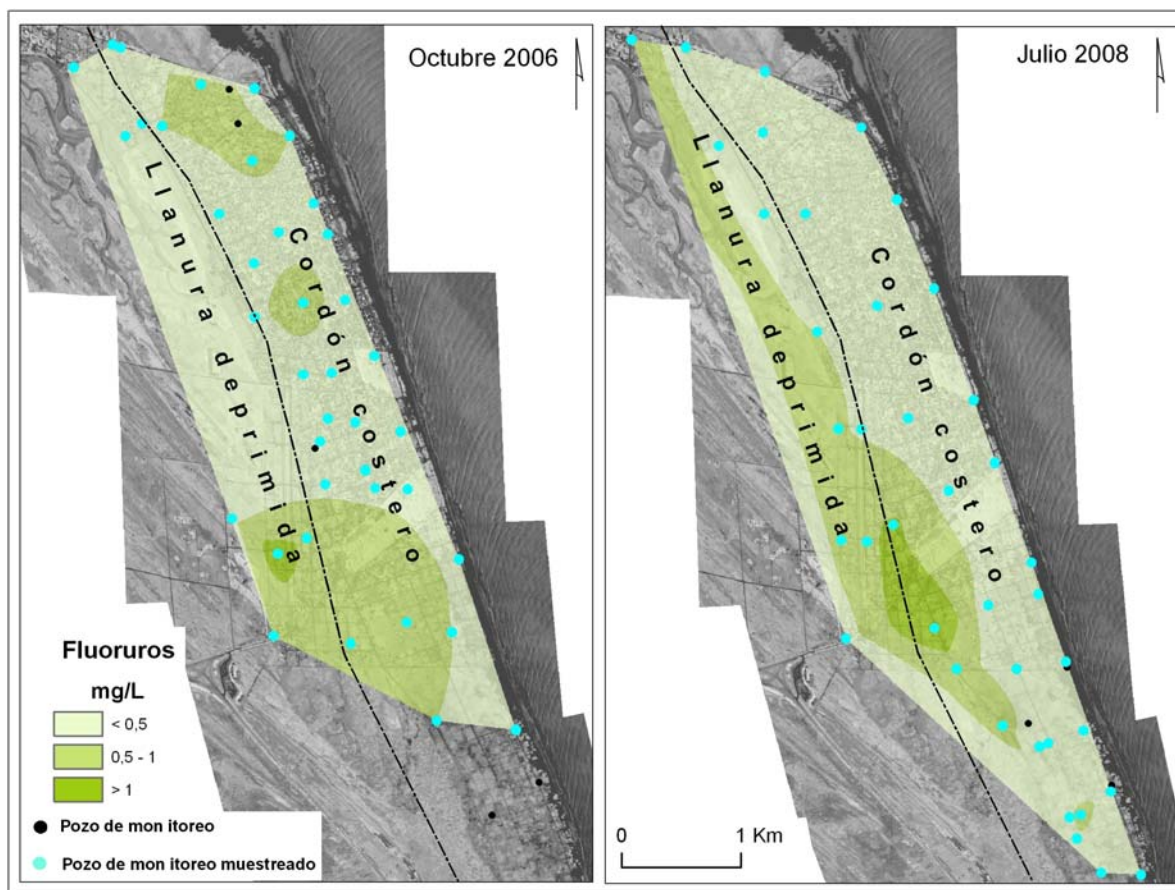 Octubre 2006
Llanura deprimida
Cordón costero
Fluoruros
mg/L
< 0,5
0,5 - 1
> 1
Pozo de mon itoreo
Pozo de mon itoreo muestreado
Julio 2008
Llanura deprimida
Cordón costero
0 1 Km